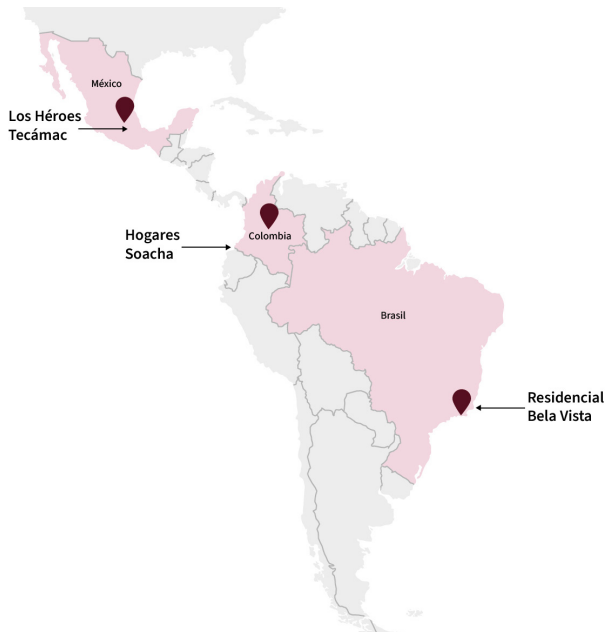 México
Los Héroes
Tecámac
Hogares
Soacha
Colombia
Brasil
Residencial
Bela Vista